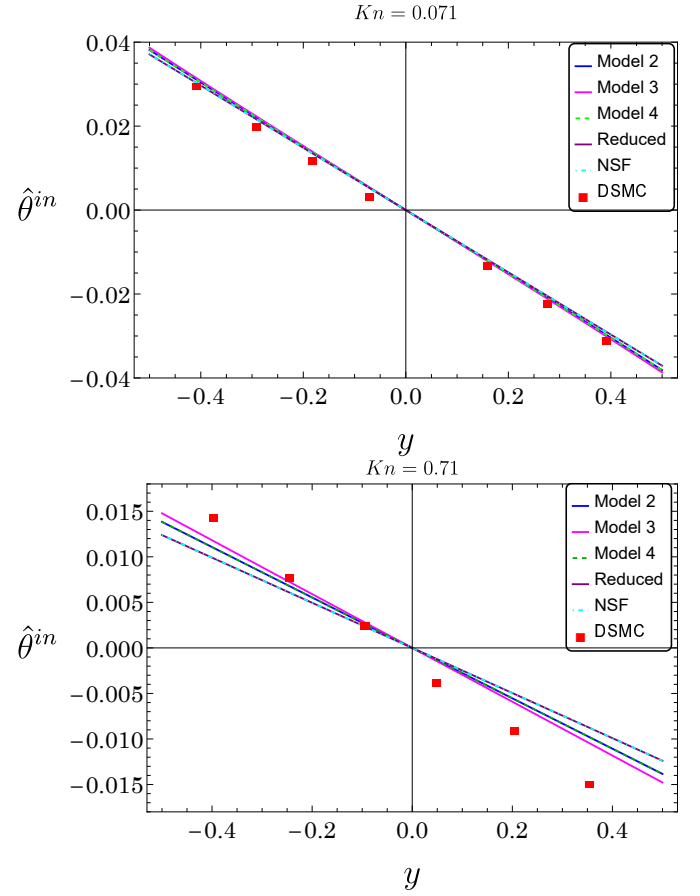 Kn = 0.071
0.04
0.02
0.00
−0.02
−0.04
θ̂^{in}
−0.4
−0.2
0.0
0.2
0.4
y
Model 2
Model 3
Model 4
Reduced
NSF
DSMC
Kn = 0.71
0.015
0.010
0.005
0.000
−0.005
−0.010
−0.015
θ̂^{in}
−0.4
−0.2
0.0
0.2
0.4
y
Model 2
Model 3
Model 4
Reduced
NSF
DSMC